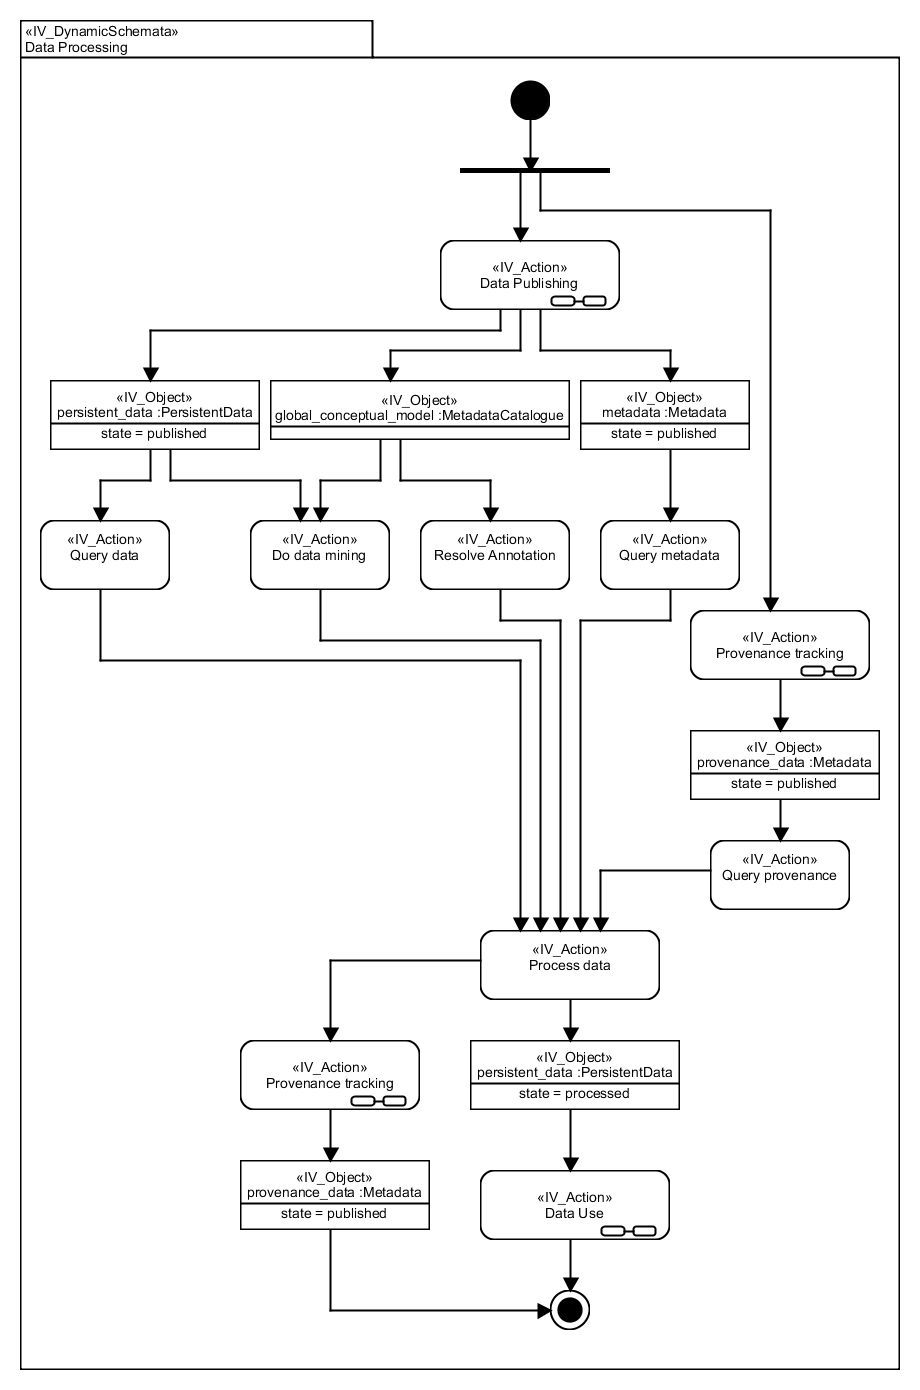 «IV_DynamicSchemata»
Data Processing
«IV_Action»
Data Publishing
«IV_Object»
persistent_data :PersistentData
state = published
«IV_Object»
global_conceptual_model :MetadataCatalogue
«IV_Object»
metadata :Metadata
state = published
«IV_Action»
Query data
«IV_Action»
Do data mining
«IV_Action»
Resolve Annotation
«IV_Action»
Query metadata
«IV_Action»
Provenance tracking
«IV_Object»
provenance_data :Metadata
state = published
«IV_Action»
Query provenance
«IV_Action»
Process data
«IV_Action»
Provenance tracking
«IV_Object»
persistent_data :PersistentData
state = processed
«IV_Object»
provenance_data :Metadata
state = published
«IV_Action»
Data Use